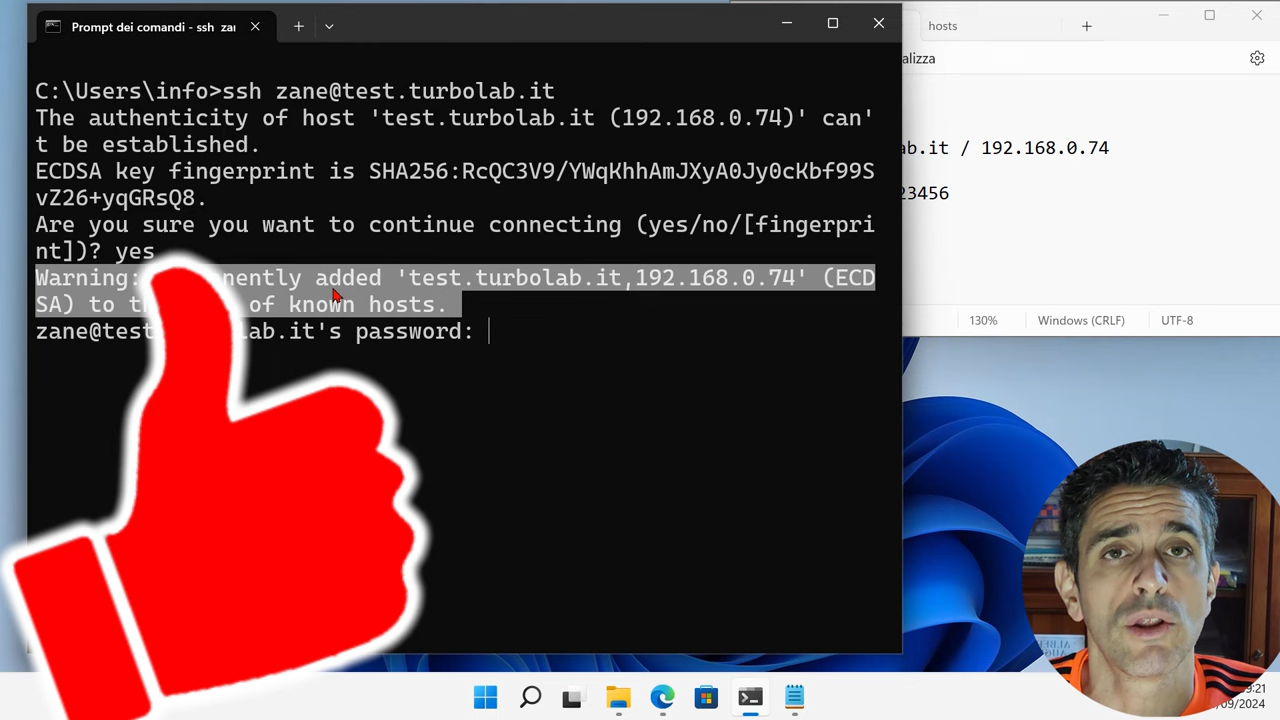 Prompt dei comandi - ssh zar
hosts
alizza
C:\Users\info>ssh zane@test.turbolab.it
The authenticity of host 'test.turbolab.it (192.168.0.74)' can'
t be established.
ECDSA key fingerprint is SHA256:RcQC3V9/YWqKhhAmJXyA0Jy0cKbf99S
vZ26+yqGRsQ8.
Are you sure you want to continue connecting (yes/no/[fingerpri
nt])? yes
Warning: nently added 'test.turbolab.it,192.168.0.74' (ECD
SA) to th of known hosts.
zane@test lab.it's password:
ab.it / 192.168.0.74
23456
130%
Windows (CRLF)
UTF-8
9:21
/09/2024